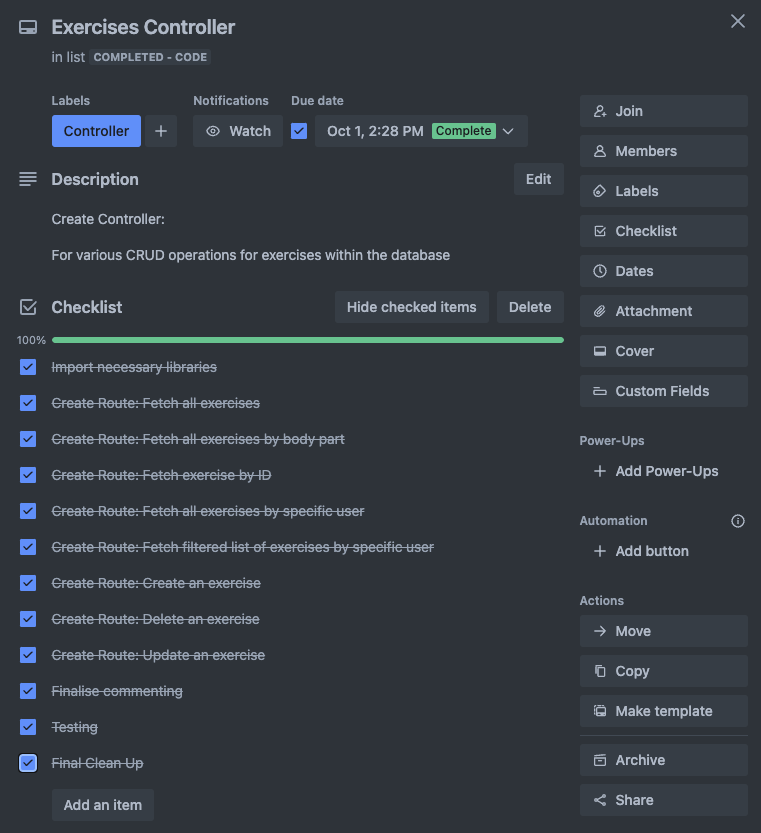 Exercises Controller
in list COMPLETED - CODE
Labels
Notifications
Due date
Controller
+
Watch
Oct 1, 2:28 PM Complete
Description
Edit
Create Controller:
For various CRUD operations for exercises within the database
Checklist
Hide checked items
Delete
100%
Import necessary libraries
Create Route: Fetch all exercises
Create Route: Fetch all exercises by body part
Create Route: Fetch exercise by ID
Create Route: Fetch all exercises by specific user
Create Route: Fetch filtered list of exercises by specific user
Create Route: Create an exercise
Create Route: Delete an exercise
Create Route: Update an exercise
Finalise commenting
Testing
Final Clean Up
Add an item
Join
Members
Labels
Checklist
Dates
Attachment
Cover
Custom Fields
Power-Ups
+ Add Power-Ups
Automation
+ Add button
Actions
Move
Copy
Make template
Archive
Share